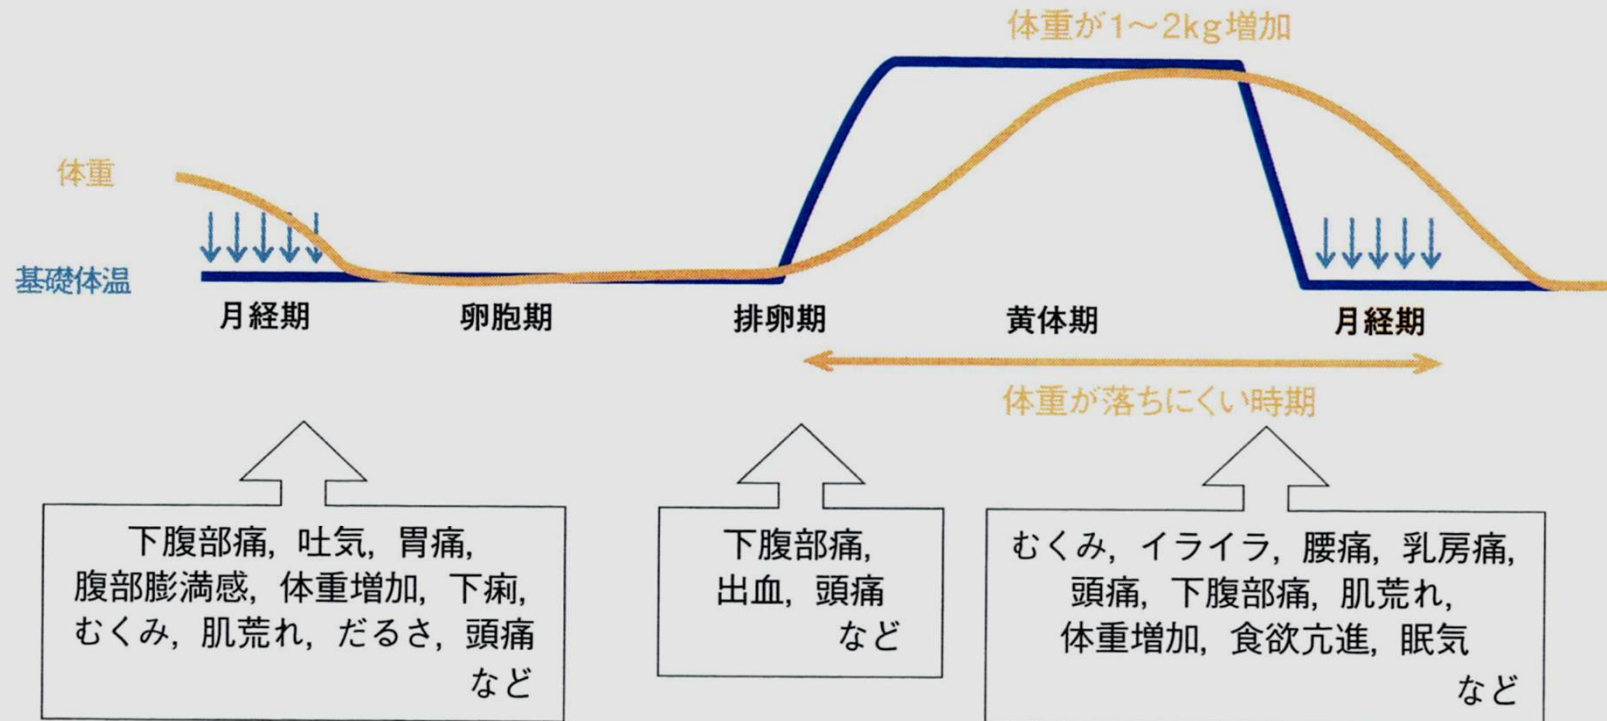 体重が1～2kg増加
体重
基礎体温
月経期
卵胞期
排卵期
黄体期
月経期
体重が落ちにくい時期
下腹部痛，吐気，胃痛，
腹部膨満感，体重増加，下痢，
むくみ，肌荒れ，だるさ，頭痛
など
下腹部痛，
出血，頭痛
など
むくみ，イライラ，腰痛，乳房痛，
頭痛，下腹部痛，肌荒れ，
体重増加，食欲亢進，眠気
など